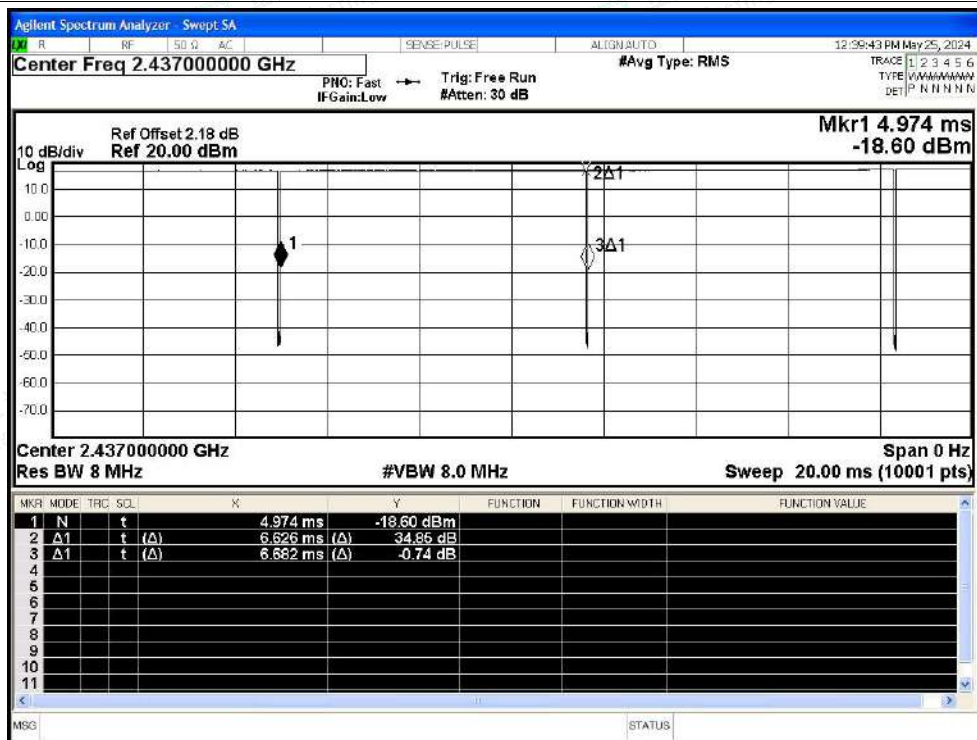 Agilent Spectrum Analyzer - Swept SA
LXI R RF 50 Ω AC SENSE:PULSE ALIGNAUTO 12:39:43 PM May 25, 2024
Center Freq 2.437000000 GHz #Avg Type: RMS TRACE 1 2 3 4 5 6
PNO: Fast Trig: Free Run TYPE
IFGain:Low #Atten: 30 dB DET P N N N N N
Mkr1 4.974 ms
Ref Offset 2.18 dB
10 dB/div Ref 20.00 dBm -18.60 dBm
Log
2Δ1
10.0
0.00
-10.0 1 3Δ1
-20.0
-30.0
-40.0
-50.0
-60.0
-70.0
Center 2.437000000 GHz Span 0 Hz
Res BW 8 MHz #VBW 8.0 MHz Sweep 20.00 ms (10001 pts)
MKR MODE TRC SCL X Y FUNCTION FUNCTION WIDTH FUNCTION VALUE
1 N t 4.974 ms -18.60 dBm
2 Δ1 t (Δ) 6.626 ms (Δ) 34.85 dB
3 Δ1 t (Δ) 6.682 ms (Δ) -0.74 dB
4
5
6
7
8
9
10
11
MSG STATUS